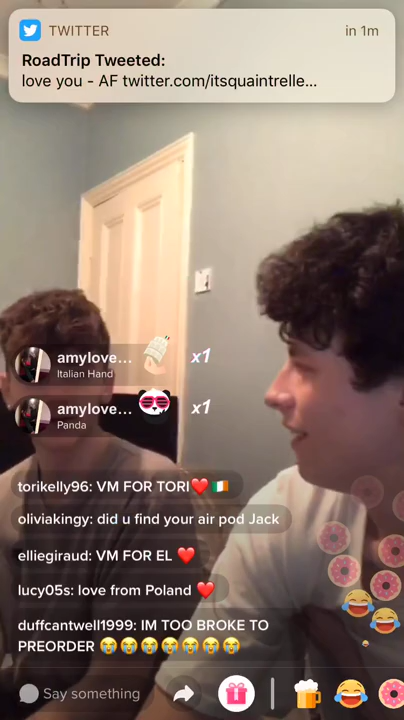 TWITTER
in 1m
RoadTrip Tweeted:
love you - AF twitter.com/itsquaintrelle...
amylove...
x1
Italian Hand
amylove...
x1
Panda
torikelly96: VM FOR TORI❤️🇮🇪
oliviakingy: did u find your air pod Jack
elliegiraud: VM FOR EL ❤️
lucy05s: love from Poland ❤️
duffcantwell1999: IM TOO BROKE TO
PREORDER 😭😭😭😭😭😭😭
Say something